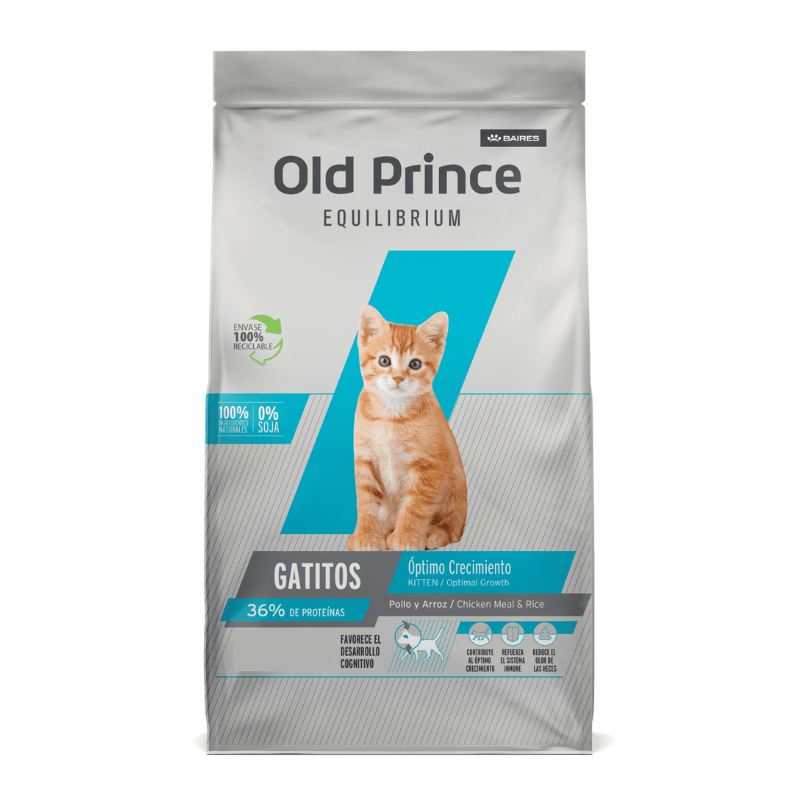 BAIRES
Old Prince
EQUILIBRIUM
ENVASE
100%
RECICLABLE
100%
INGREDIENTES
NATURALES
0%
SOJA
GATITOS
Óptimo Crecimiento
KITTEN / Optimal Growth
36% DE PROTEÍNAS
Pollo y Arroz / Chicken Meal & Rice
FAVORECE EL
DESARROLLO
COGNITIVO
CONTRIBUYE
AL ÓPTIMO
CRECIMIENTO
REFUERZA
EL SISTEMA
INMUNE
REDUCE EL
OLOR DE
LAS HECES